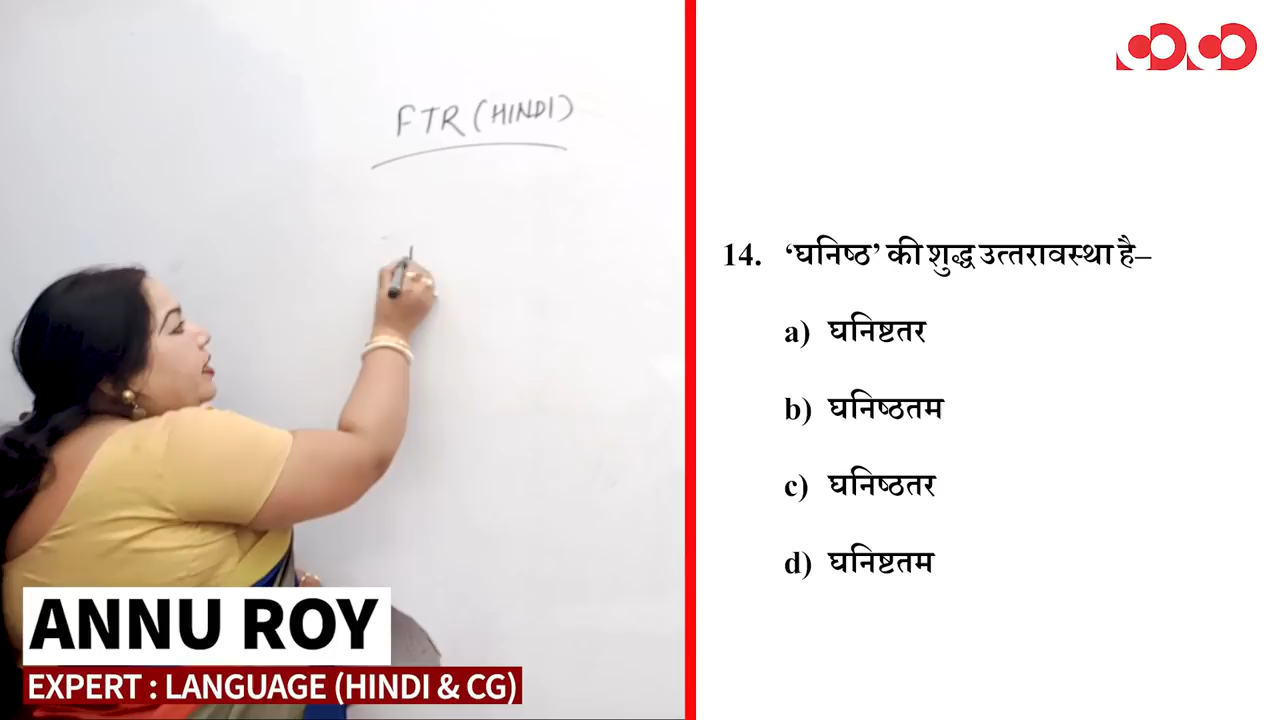 FTR (HINDI)
14. ‘घनिष्ठ’ की शुद्ध उत्तरावस्था है–
a) घनिष्टतर
b) घनिष्ठतम
c) घनिष्ठतर
d) घनिष्टतम
ANNU ROY
EXPERT : LANGUAGE (HINDI & CG)